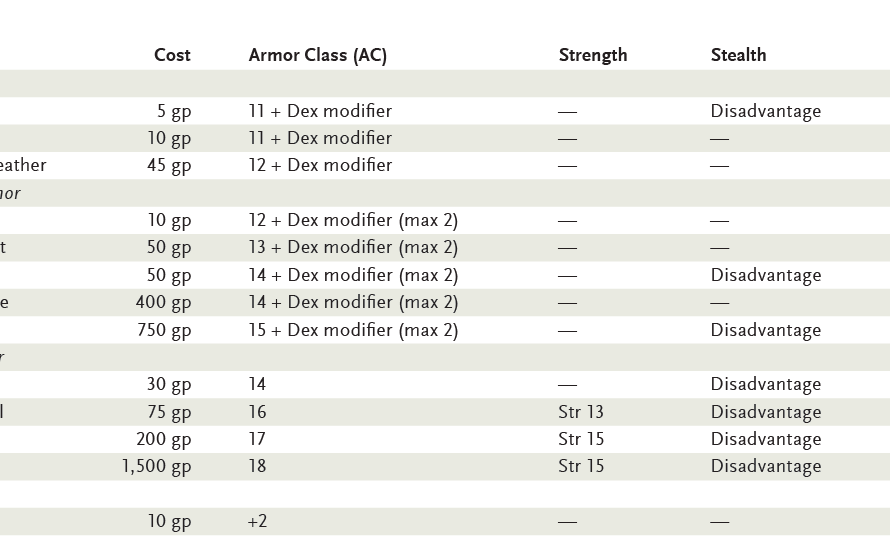 Cost Armor Class (AC) Strength Stealth
5 gp 11 + Dex modifier — Disadvantage
10 gp 11 + Dex modifier — —
eather 45 gp 12 + Dex modifier — —
nor
10 gp 12 + Dex modifier (max 2) — —
t 50 gp 13 + Dex modifier (max 2) — —
50 gp 14 + Dex modifier (max 2) — Disadvantage
e 400 gp 14 + Dex modifier (max 2) — —
750 gp 15 + Dex modifier (max 2) — Disadvantage
r
30 gp 14 — Disadvantage
l 75 gp 16 Str 13 Disadvantage
200 gp 17 Str 15 Disadvantage
1,500 gp 18 Str 15 Disadvantage
10 gp +2 — —